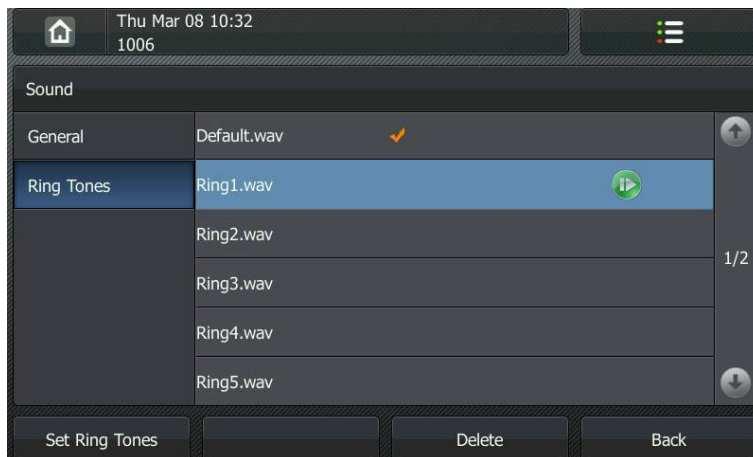 Thu Mar 08 10:32
1006
Sound
General
Default.wav
Ring Tones
Ring1.wav
Ring2.wav
1/2
Ring3.wav
Ring4.wav
Ring5.wav
Set Ring Tones
Delete
Back